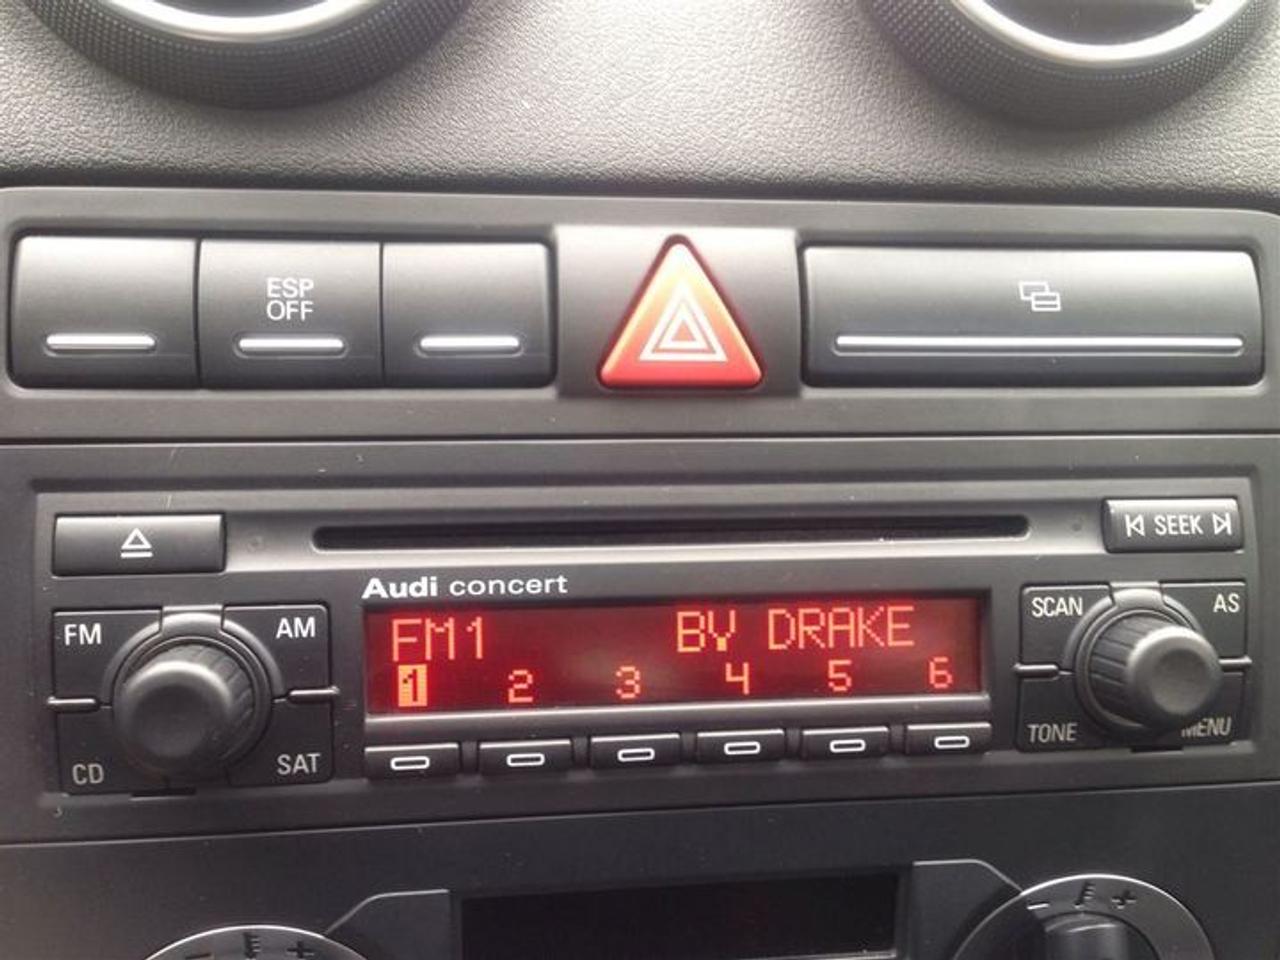 ESP
OFF
SEEK
Audi concert
FM
AM
FM1 BY DRAKE
1 2 3 4 5 6
SCAN
AS
CD
SAT
TONE
MENU
- +
- +